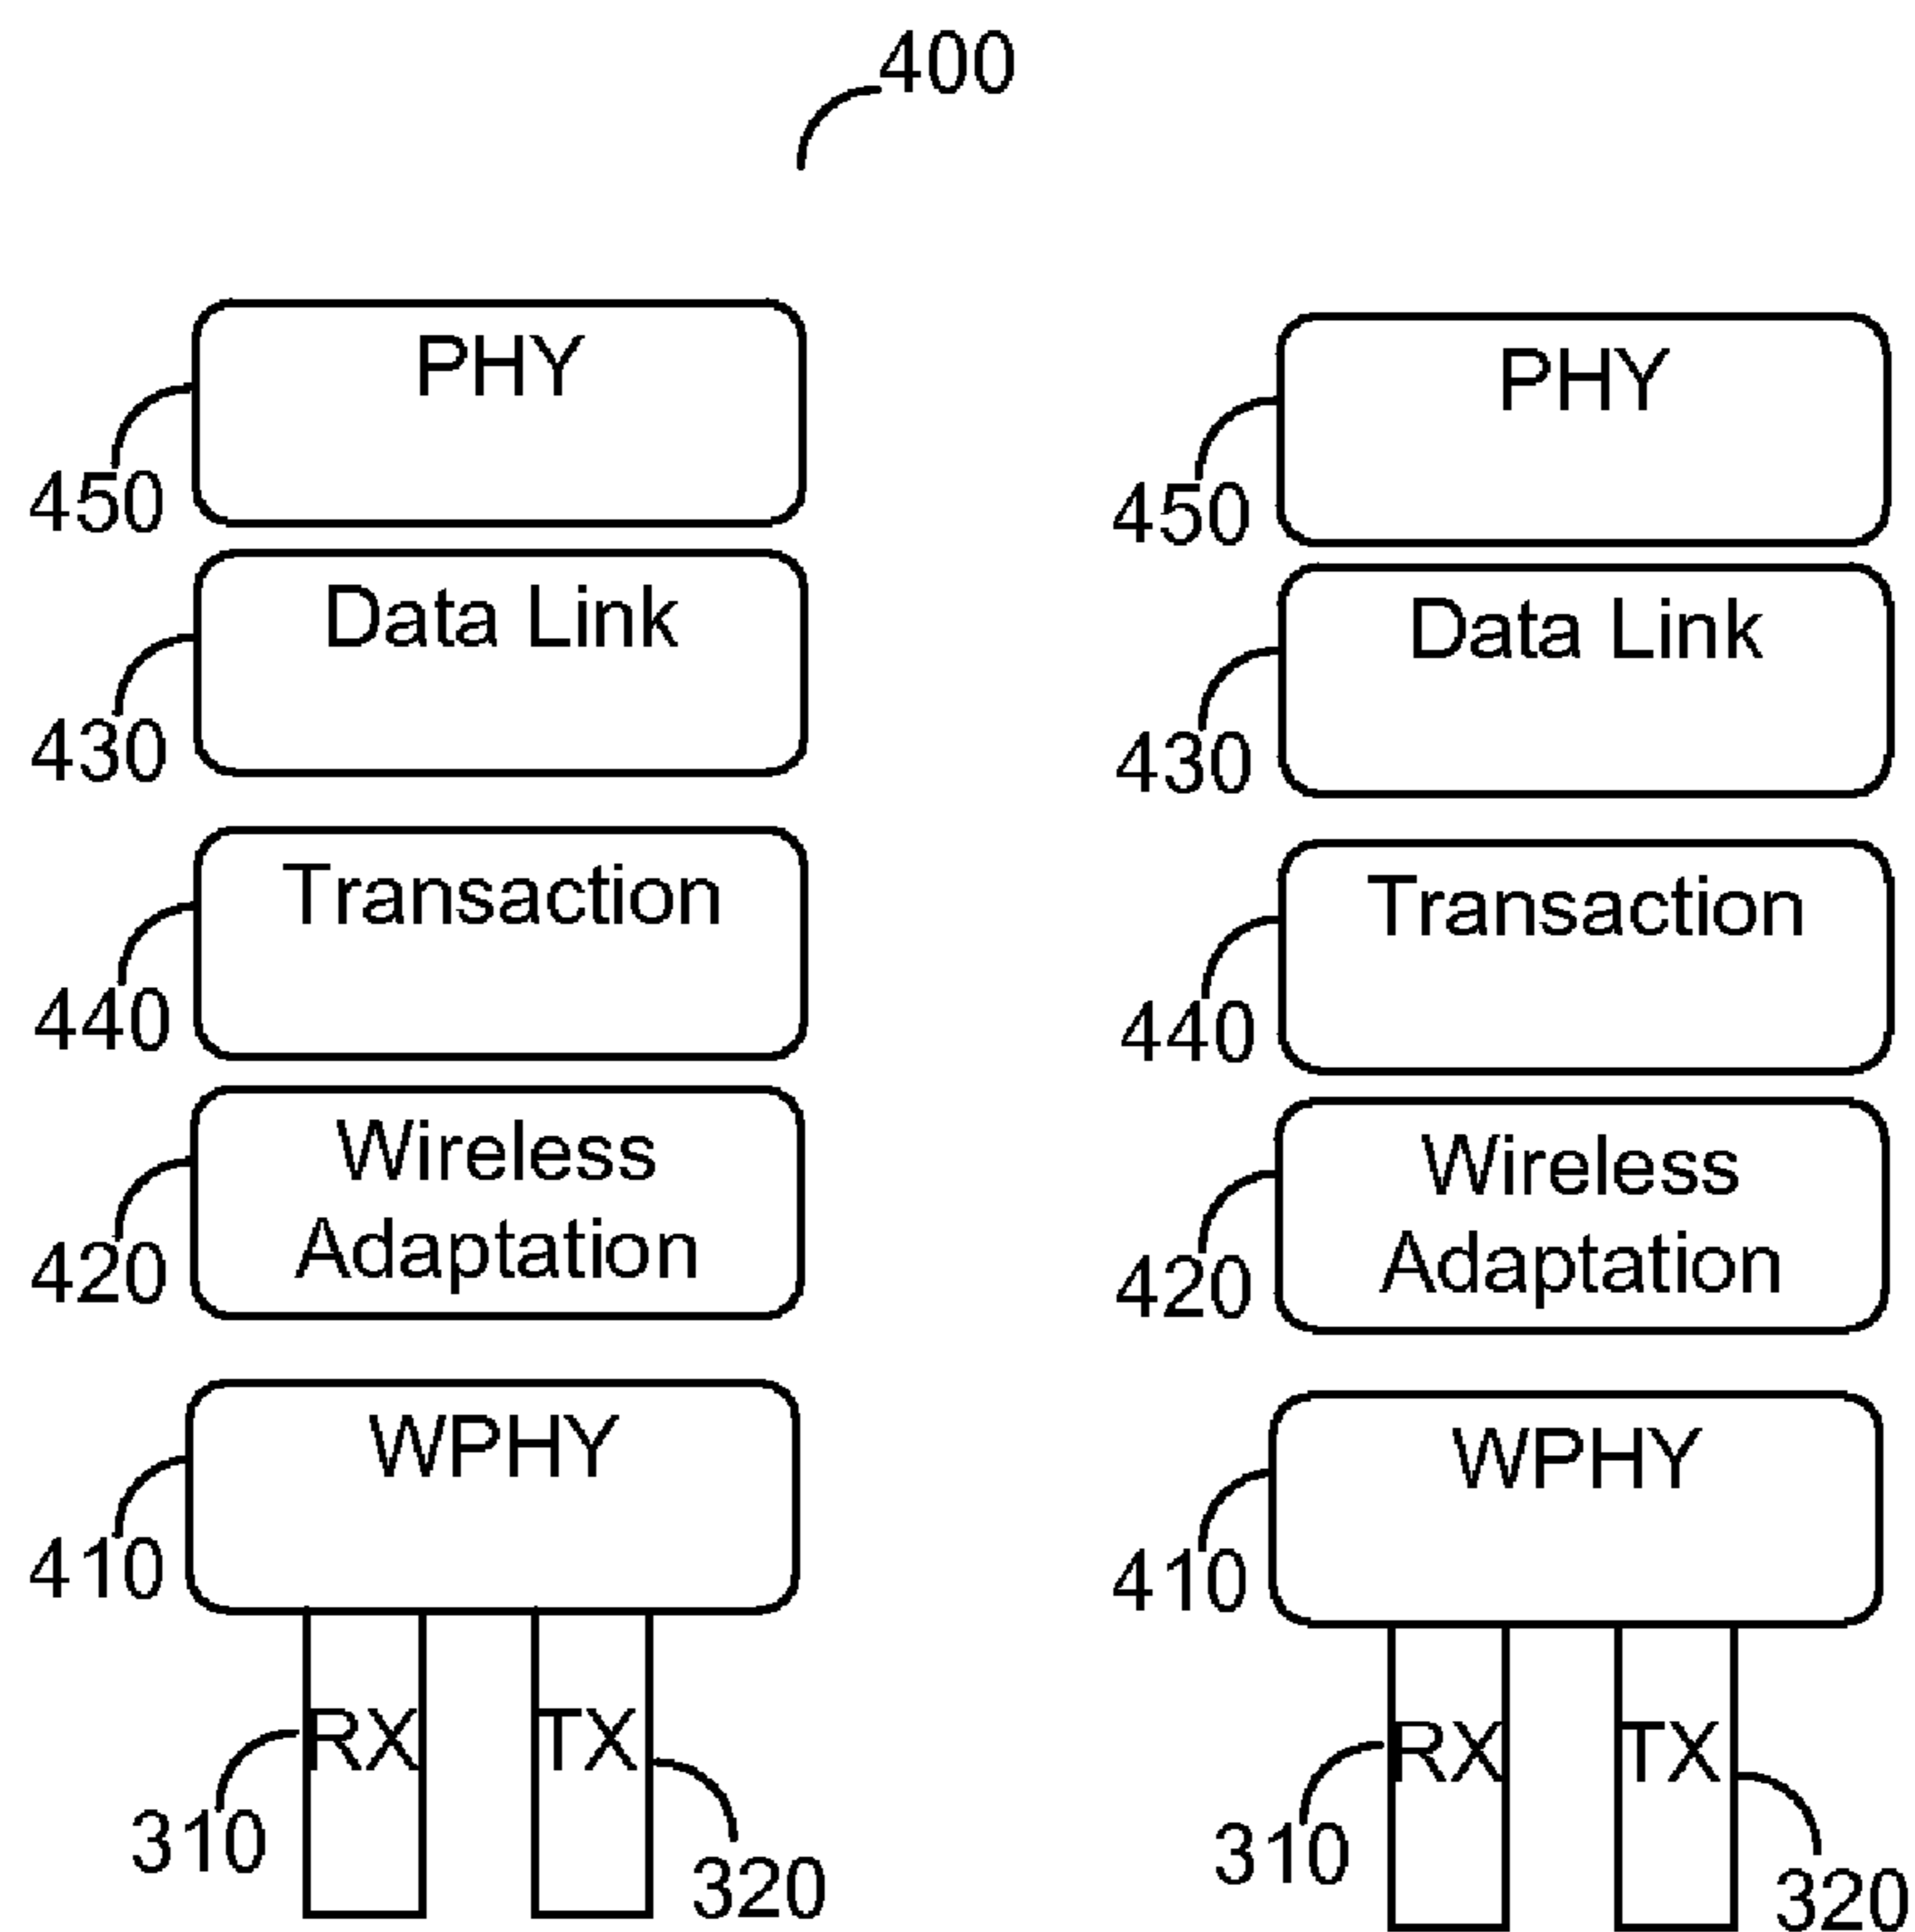 400
PHY
450
Data Link
430
Transaction
440
Wireless
Adaptation
420
WPHY
410
RX
TX
310
320
PHY
450
Data Link
430
Transaction
440
Wireless
Adaptation
420
WPHY
410
RX
TX
310
320